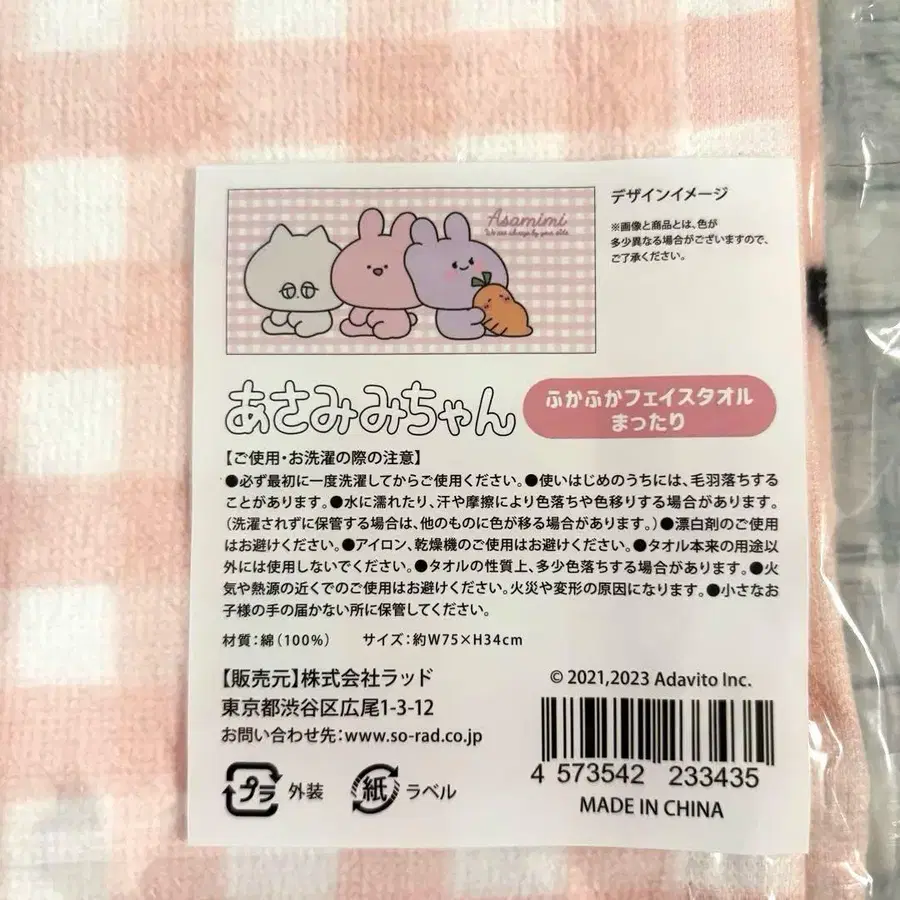 Asamimi
We are always by your side.
デザインイメージ
※画像と商品とは、色が
多少異なる場合がございますので、
ご了承ください。
あさみみちゃん
ふかふかフェイスタオル
まったり
【ご使用・お洗濯の際の注意】
●必ず最初に一度洗濯してからご使用ください。●使いはじめのうちには、毛羽落ちする
ことがあります。●水に濡れたり、汗や摩擦により色落ちや色移りする場合があります。
(洗濯されずに保管する場合は、他のものに色が移る場合があります。)●漂白剤のご使用
はお避けください。●アイロン、乾燥機のご使用はお避けください。●タオル本来の用途以
外には使用しないでください。●タオルの性質上、多少色落ちする場合があります。●火
気や熱源の近くでのご使用はお避けください。火災や変形の原因になります。●小さなお
子様の手の届かない所に保管してください。
材質:綿(100%) サイズ:約W75×H34cm
【販売元】株式会社ラッド
東京都渋谷区広尾1-3-12
お問い合わせ先:www.so-rad.co.jp
© 2021,2023 Adavito Inc.
4 573542 233435
MADE IN CHINA
プラ 外装
紙 ラベル